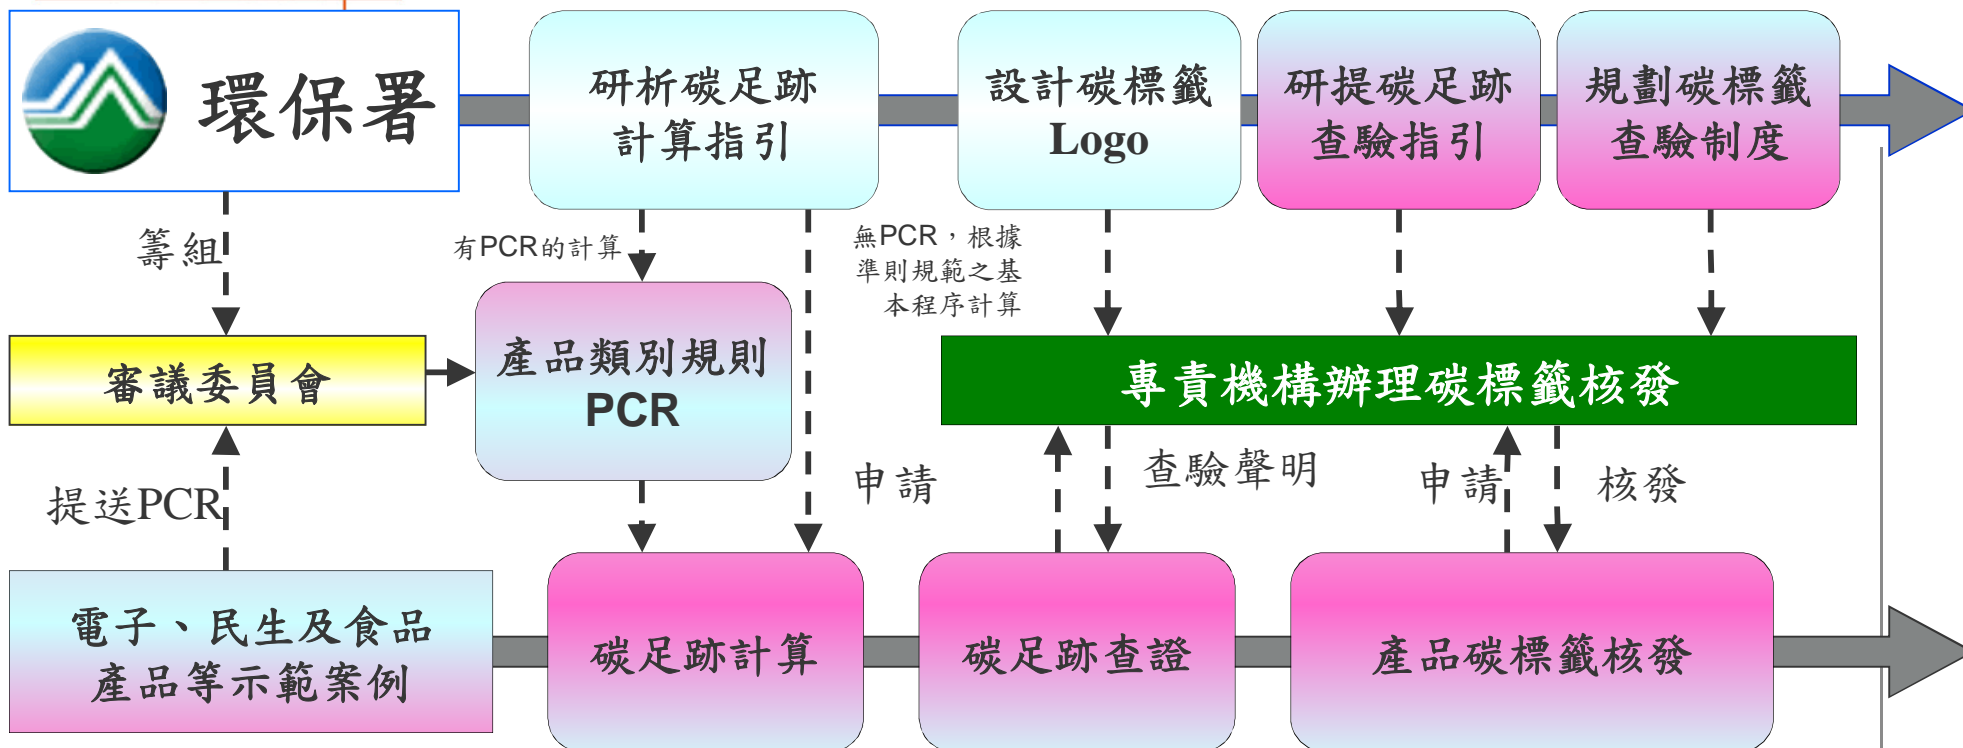 環保署
研析碳足跡
計算指引
設計碳標籤
Logo
研提碳足跡
查驗指引
規劃碳標籤
查驗制度
籌組
有PCR的計算
無PCR，根據
準則規範之基
本程序計算
審議委員會
產品類別規則
PCR
專責機構辦理碳標籤核發
提送PCR
申請
查驗聲明
申請
核發
電子、民生及食品
產品等示範案例
碳足跡計算
碳足跡查證
產品碳標籤核發